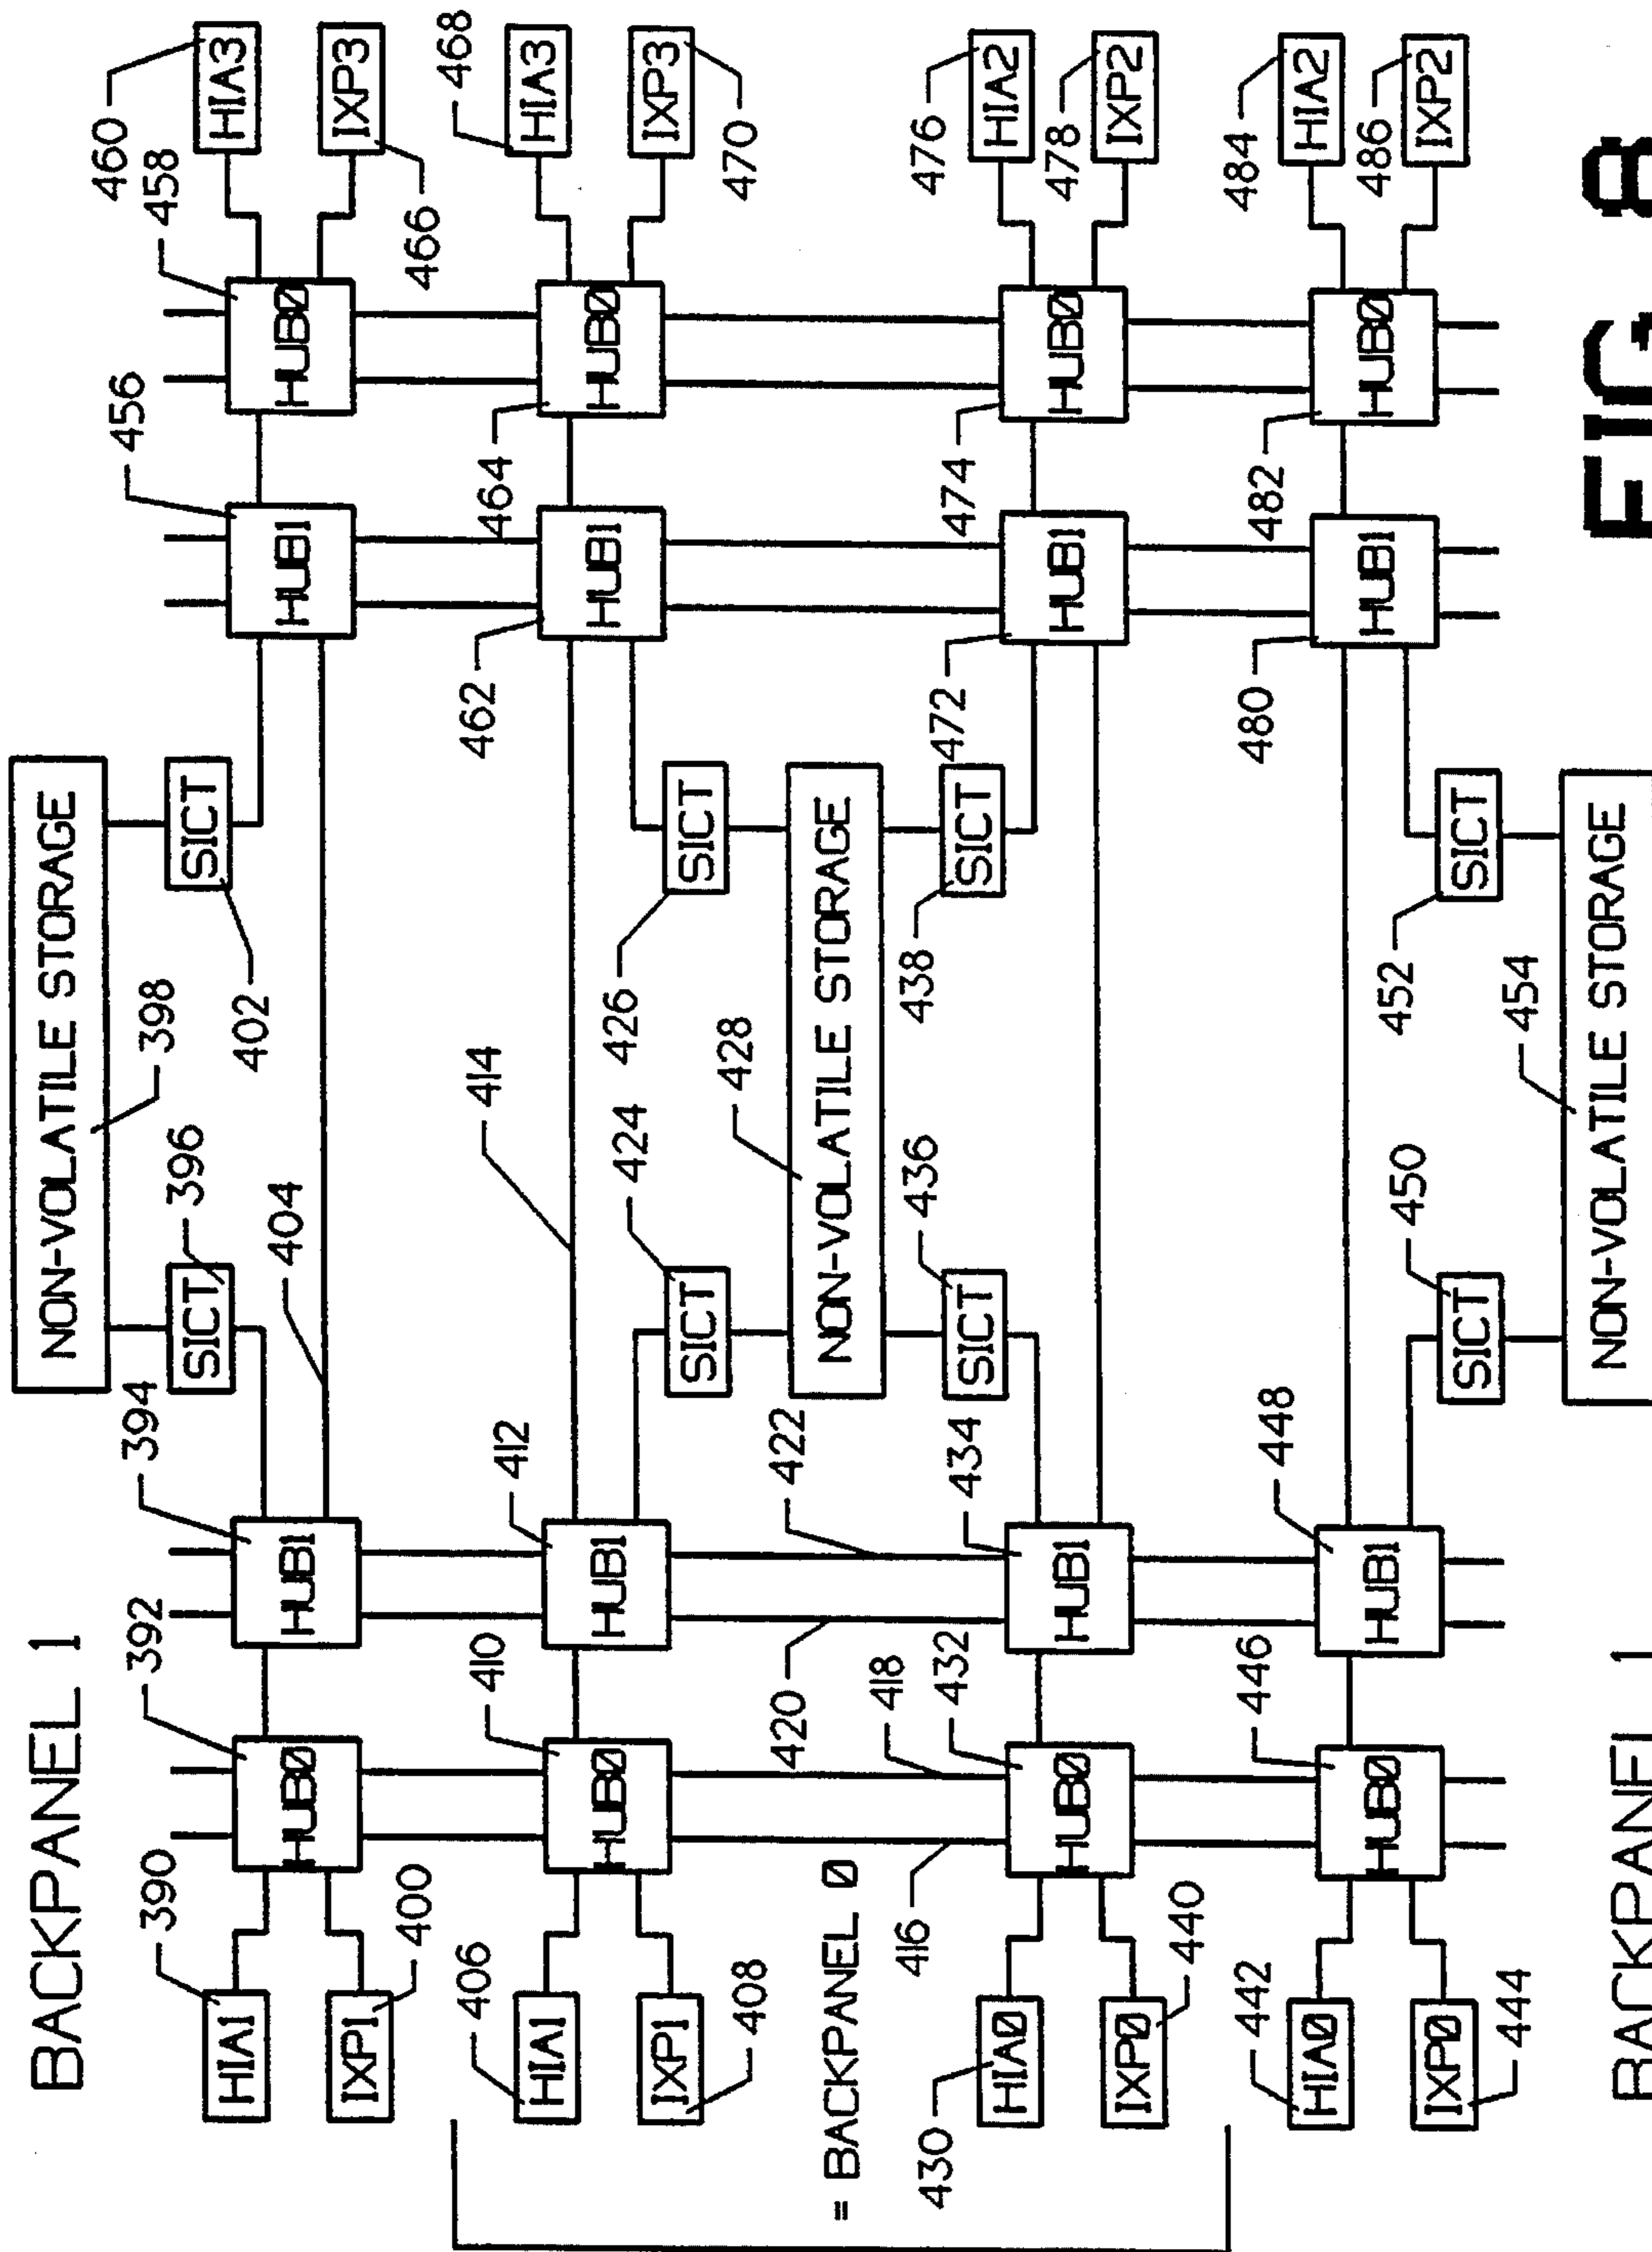 BACKPANEL 1
NON-VOLATILE STORAGE
390
392
394
396
398
402
456
458
460
HIA1
HUB0
HUB1
SICT
SICT
HUB1
HUB0
HIA3
IXP1
400
404
IXP3
466
406
410
412
414
462
464
468
HIA1
HUB0
HUB1
HUB1
HUB0
HIA3
IXP1
408
424
SICT
SICT
426
IXP3
470
= BACKPANEL 0
416
418
420
422
428
NON-VOLATILE STORAGE
430
432
434
436
438
472
474
476
HIA0
HUB0
HUB1
SICT
SICT
HUB1
HUB0
HIA2
IXP0
440
478
IXP2
442
446
448
480
482
484
HIA0
HUB0
HUB1
HUB1
HUB0
HIA2
IXP0
444
450
SICT
SICT
452
486
IXP2
454
BACKPANEL 1
NON-VOLATILE STORAGE
FIG. 8